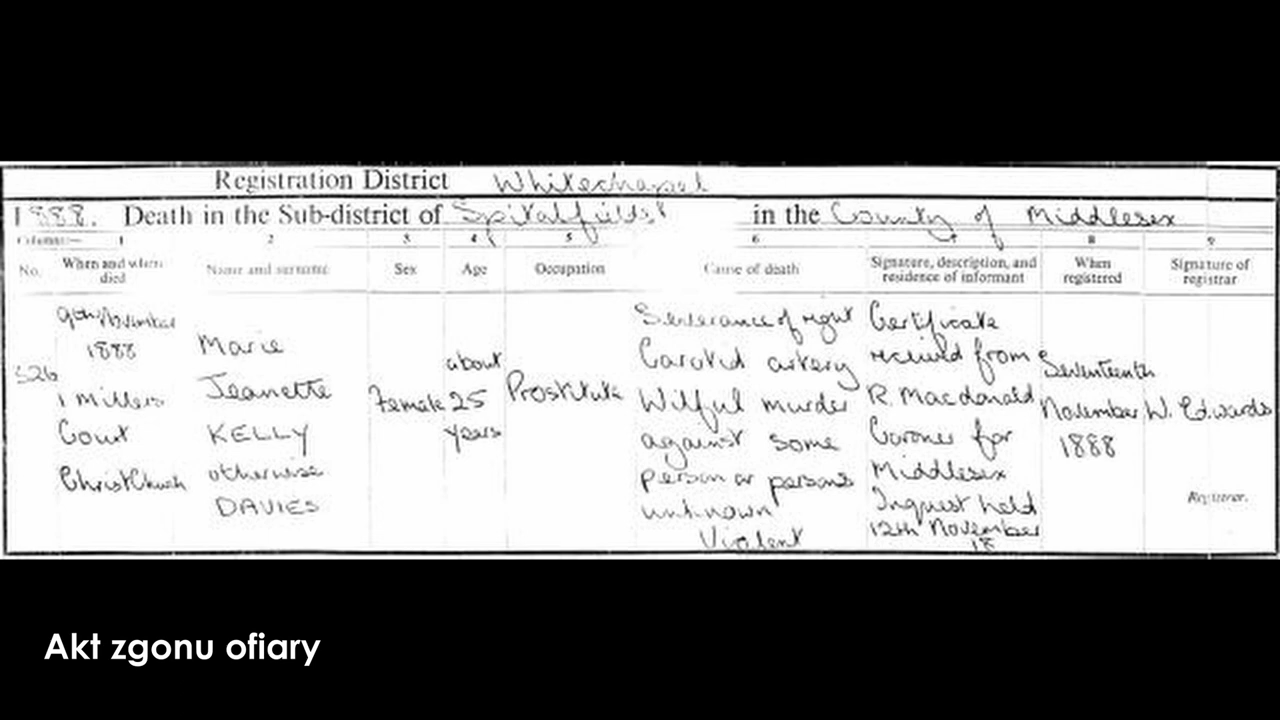 Registration District Whitechapel
1888. Death in the Sub-district of Spitalfields in the County of Middlesex
Columns:— 1 2 3 4 5 6 7 8 9
No. When and where died Name and surname Sex Age Occupation Cause of death Signature, description, and residence of informant When registered Signature of registrar
326
9th November
1888
1 Millers
Court
ChristChurch
Marie
Jeanette
KELLY
otherwise
DAVIES
Female
about
25
years
Prostitute
Severance of right
Carotid artery
Wilful murder
against some
person or persons
unknown
Violent
Certificate
received from
R. Macdonald
Coroner for
Middlesex
Inquest held
12th November
18
Seventeenth
November
1888
W. Edwards
Registrar.
Akt zgonu ofiary